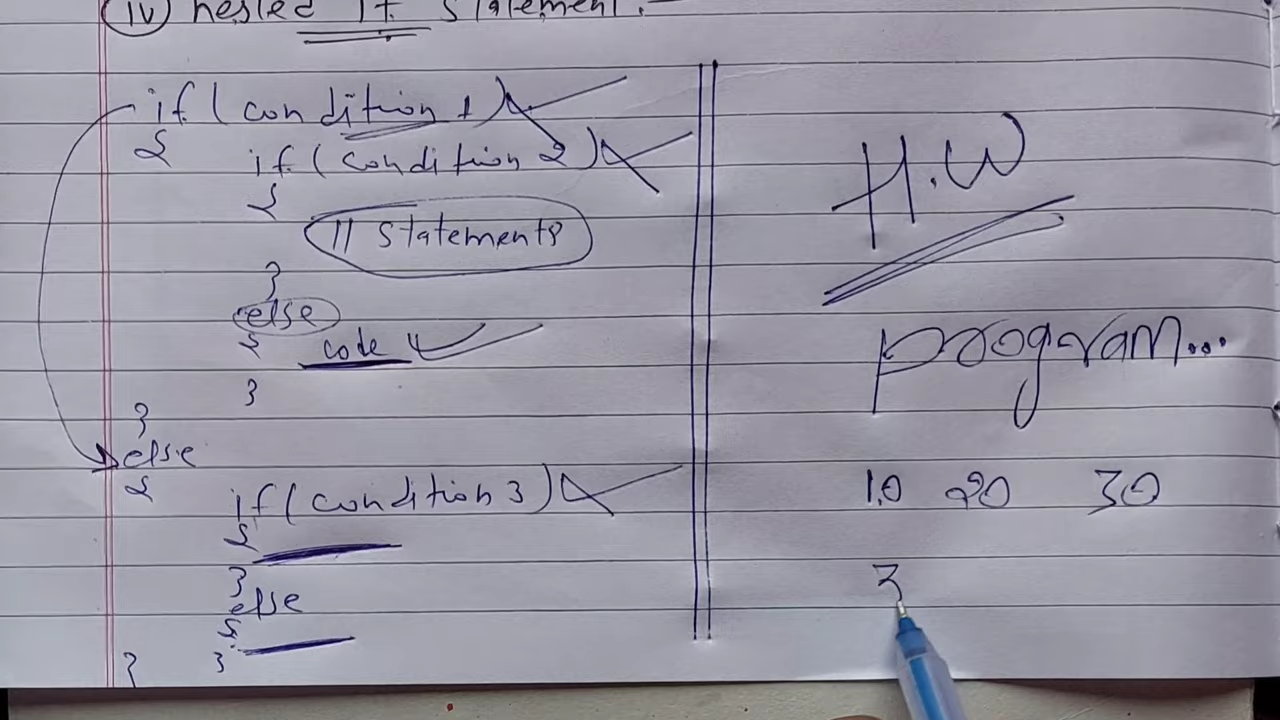 (iv) nested if statement.
if (condition 1)
{
if (condition 2)
{
// statements
}
else
{ code
}
}
else
{
if (condition 3)
{
}
else
{
}
}
H.W
program...
10 20 30
3